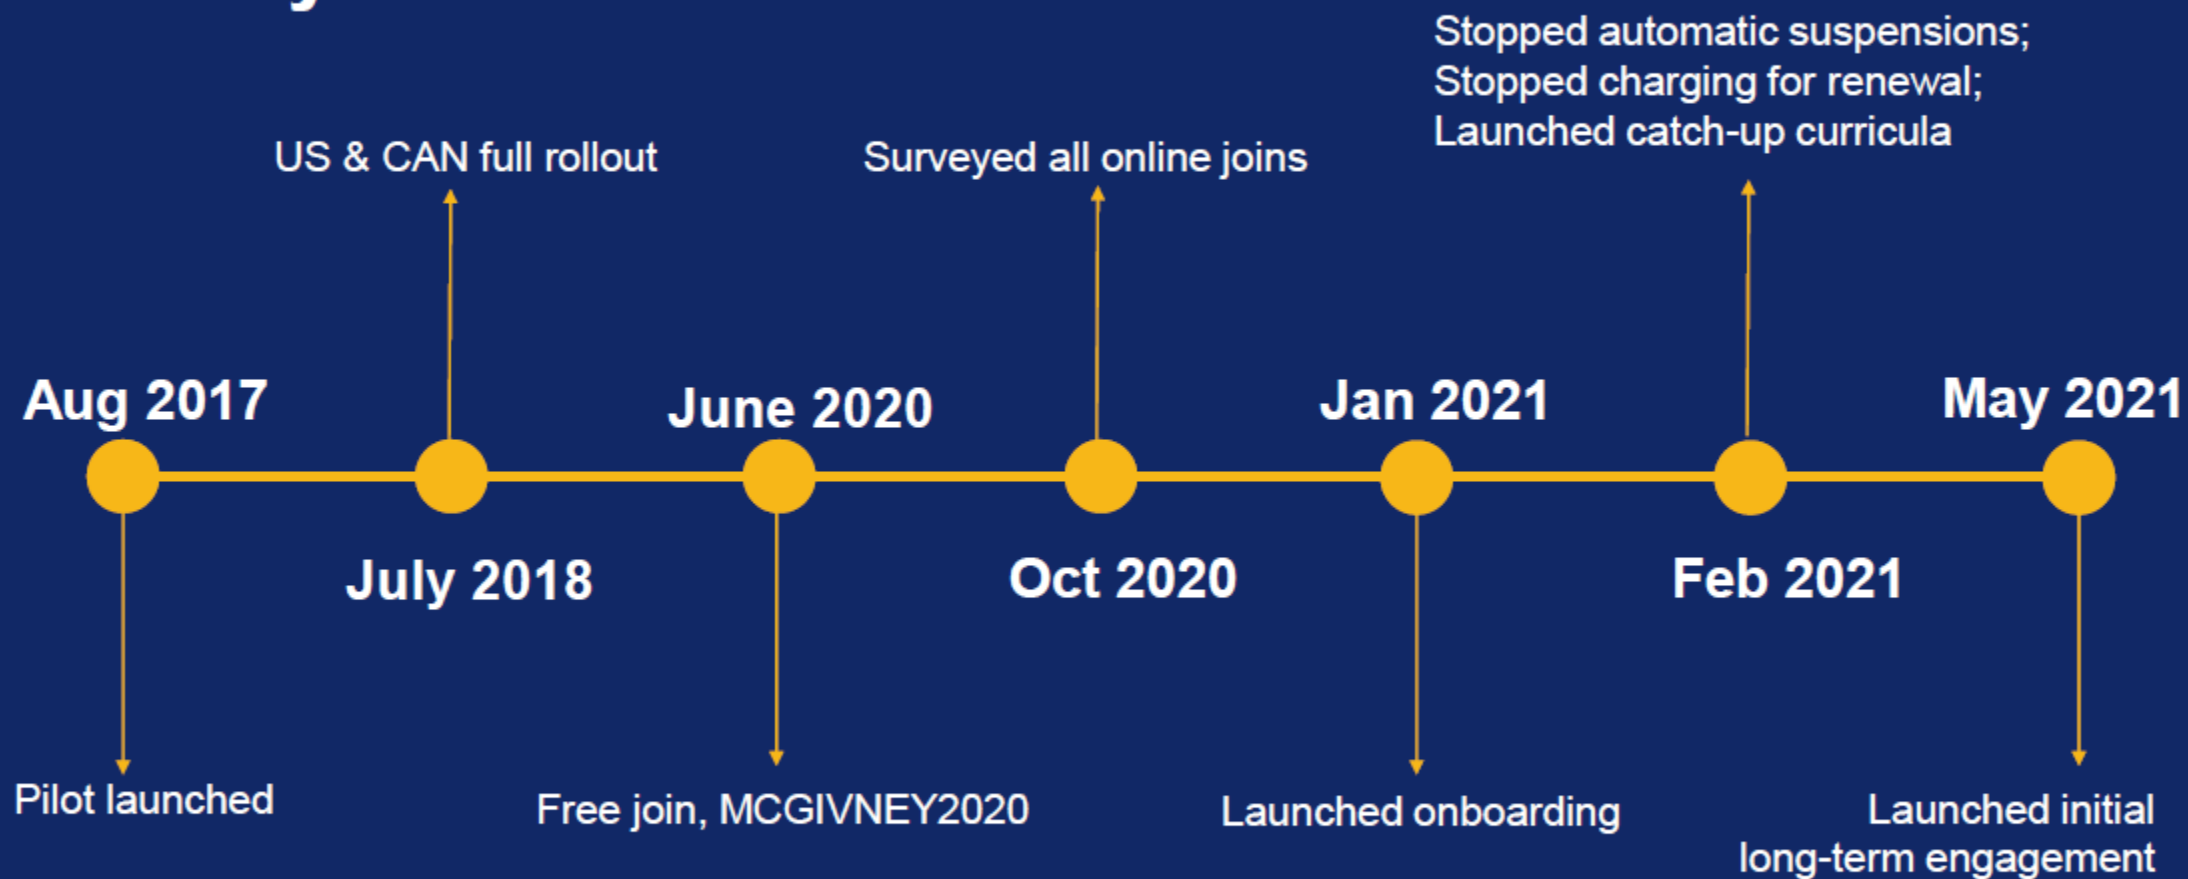 Stopped automatic suspensions;
Stopped charging for renewal;
Launched catch-up curricula
US & CAN full rollout
Surveyed all online joins
Aug 2017
June 2020
Jan 2021
May 2021
July 2018
Oct 2020
Feb 2021
Pilot launched
Free join, MCGIVNEY2020
Launched onboarding
Launched initial
long-term engagement